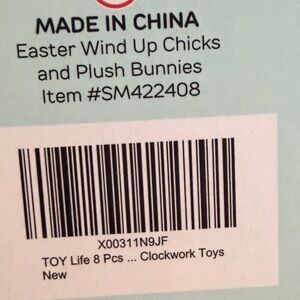 MADE IN CHINA
Easter Wind Up Chicks
and Plush Bunnies
Item #SM422408
X00311N9JF
TOY Life 8 Pcs ... Clockwork Toys
New